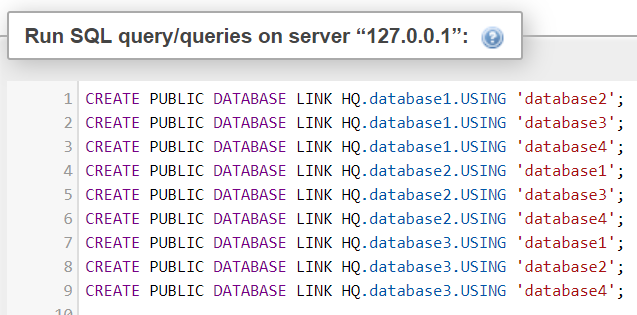 Run SQL query/queries on server “127.0.0.1”:
1 CREATE PUBLIC DATABASE LINK HQ.database1.USING 'database2';
2 CREATE PUBLIC DATABASE LINK HQ.database1.USING 'database3';
3 CREATE PUBLIC DATABASE LINK HQ.database1.USING 'database4';
4 CREATE PUBLIC DATABASE LINK HQ.database2.USING 'database1';
5 CREATE PUBLIC DATABASE LINK HQ.database2.USING 'database3';
6 CREATE PUBLIC DATABASE LINK HQ.database2.USING 'database4';
7 CREATE PUBLIC DATABASE LINK HQ.database3.USING 'database1';
8 CREATE PUBLIC DATABASE LINK HQ.database3.USING 'database2';
9 CREATE PUBLIC DATABASE LINK HQ.database3.USING 'database4';
10